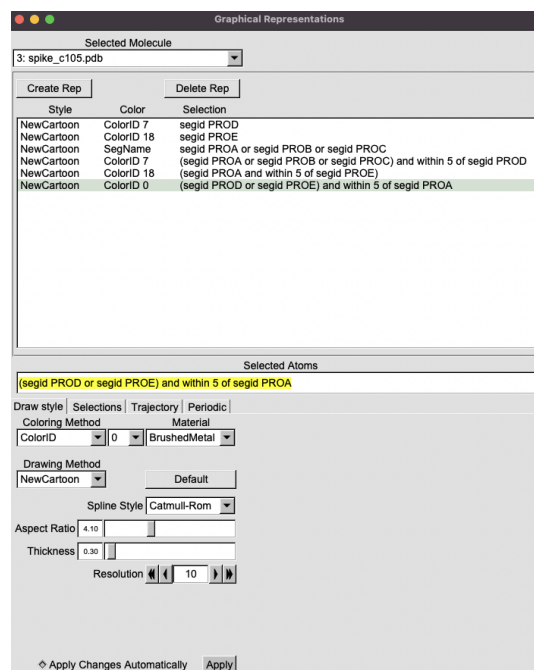 Graphical Representations
Selected Molecule
3: spike_c105.pdb
Create Rep Delete Rep
Style Color Selection
NewCartoon ColorID 7 segid PROD
NewCartoon ColorID 18 segid PROE
NewCartoon SegName segid PROA or segid PROB or segid PROC
NewCartoon ColorID 7 (segid PROA or segid PROB or segid PROC) and within 5 of segid PROD
NewCartoon ColorID 18 (segid PROA and within 5 of segid PROE)
NewCartoon ColorID 0 (segid PROD or segid PROE) and within 5 of segid PROA
Selected Atoms
(segid PROD or segid PROE) and within 5 of segid PROA
Draw style Selections Trajectory Periodic
Coloring Method Material
ColorID 0 BrushedMetal
Drawing Method
NewCartoon Default
Spline Style Catmull-Rom
Aspect Ratio 4.10
Thickness 0.30
Resolution 10
Apply Changes Automatically Apply